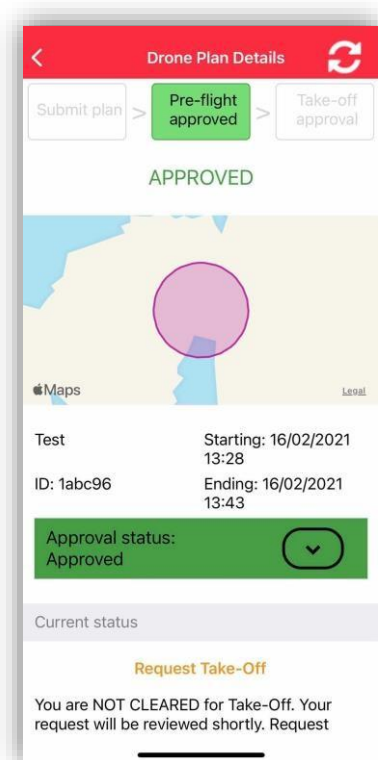 Drone Plan Details
Submit plan > Pre-flight approved > Take-off approval
APPROVED
Maps
Legal
Test
Starting: 16/02/2021 13:28
ID: 1abc96
Ending: 16/02/2021 13:43
Approval status:
Approved
Current status
Request Take-Off
You are NOT CLEARED for Take-Off. Your
request will be reviewed shortly. Request